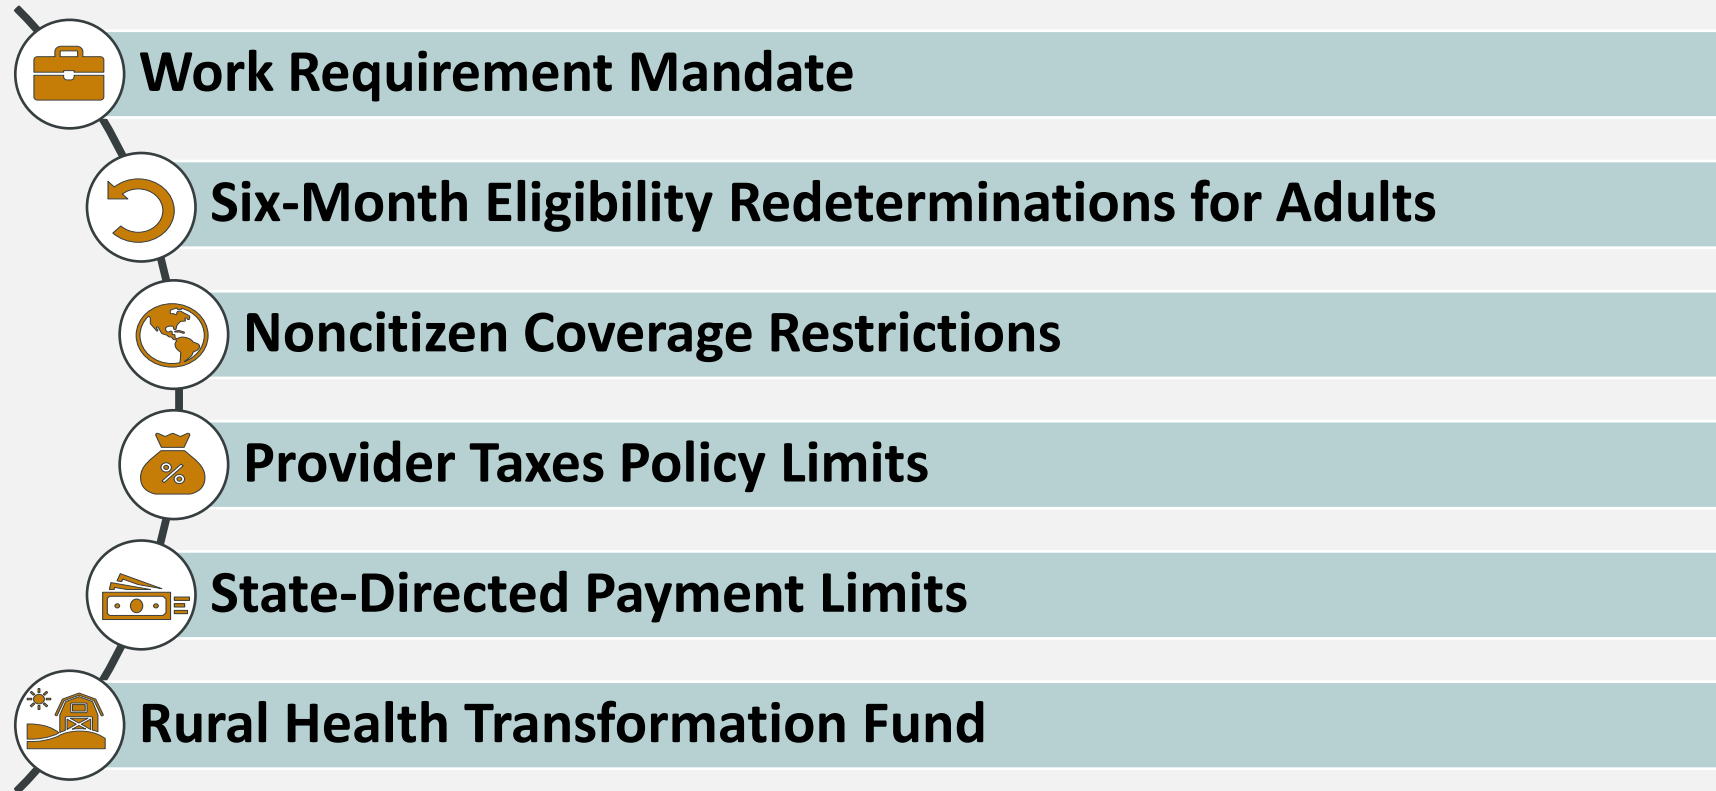 Work Requirement Mandate
Six-Month Eligibility Redeterminations for Adults
Noncitizen Coverage Restrictions
%
Provider Taxes Policy Limits
State-Directed Payment Limits
Rural Health Transformation Fund